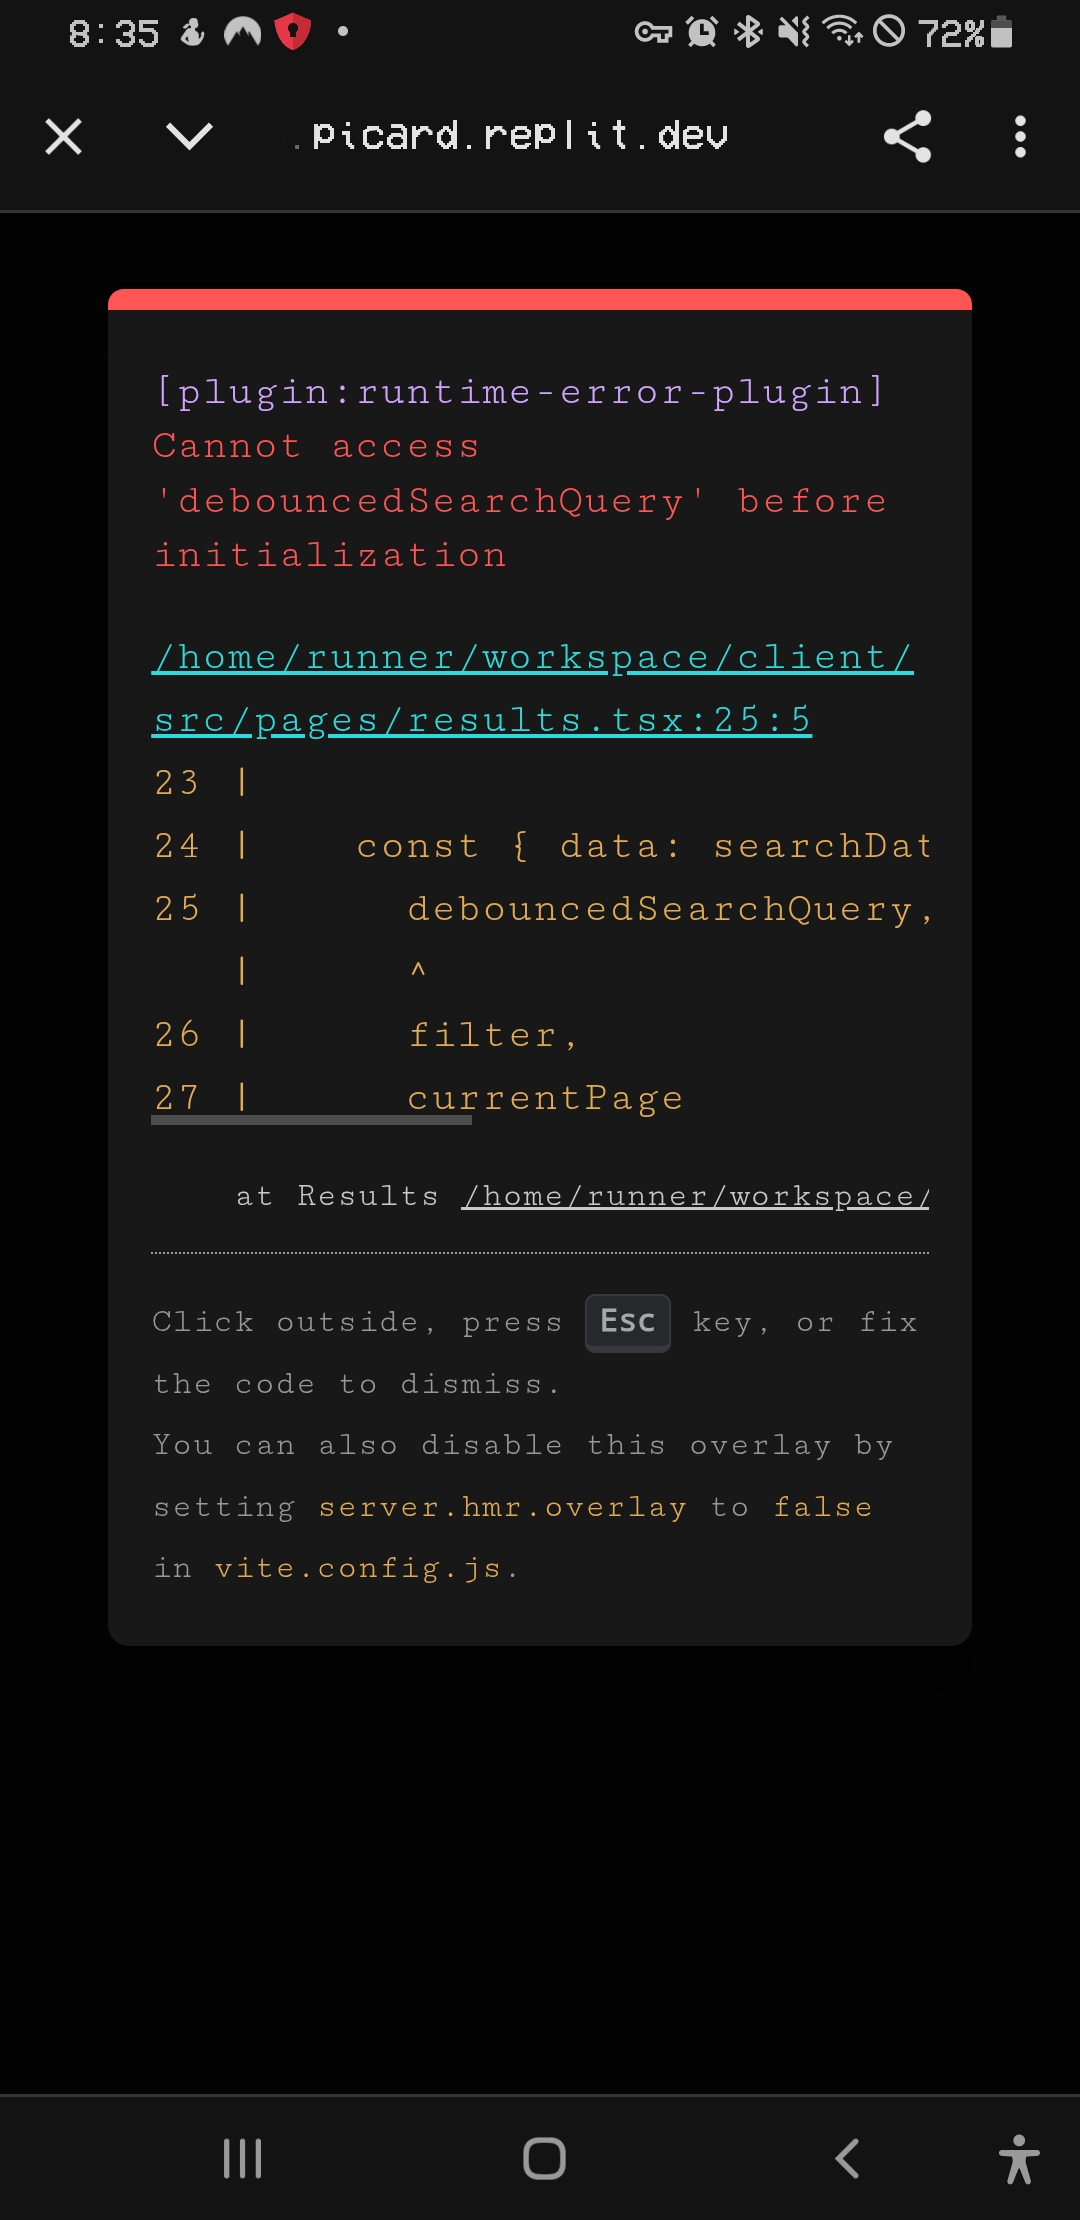 8:35
72%
.picard.replit.dev
[plugin:runtime-error-plugin]
Cannot access
'debouncedSearchQuery' before
initialization
/home/runner/workspace/client/
src/pages/results.tsx:25:5
23 |
24 |    const { data: searchDat
25 |      debouncedSearchQuery,
   |      ^
26 |      filter,
27 |      currentPage
at Results /home/runner/workspace/
Click outside, press Esc key, or fix
the code to dismiss.
You can also disable this overlay by
setting server.hmr.overlay to false
in vite.config.js.